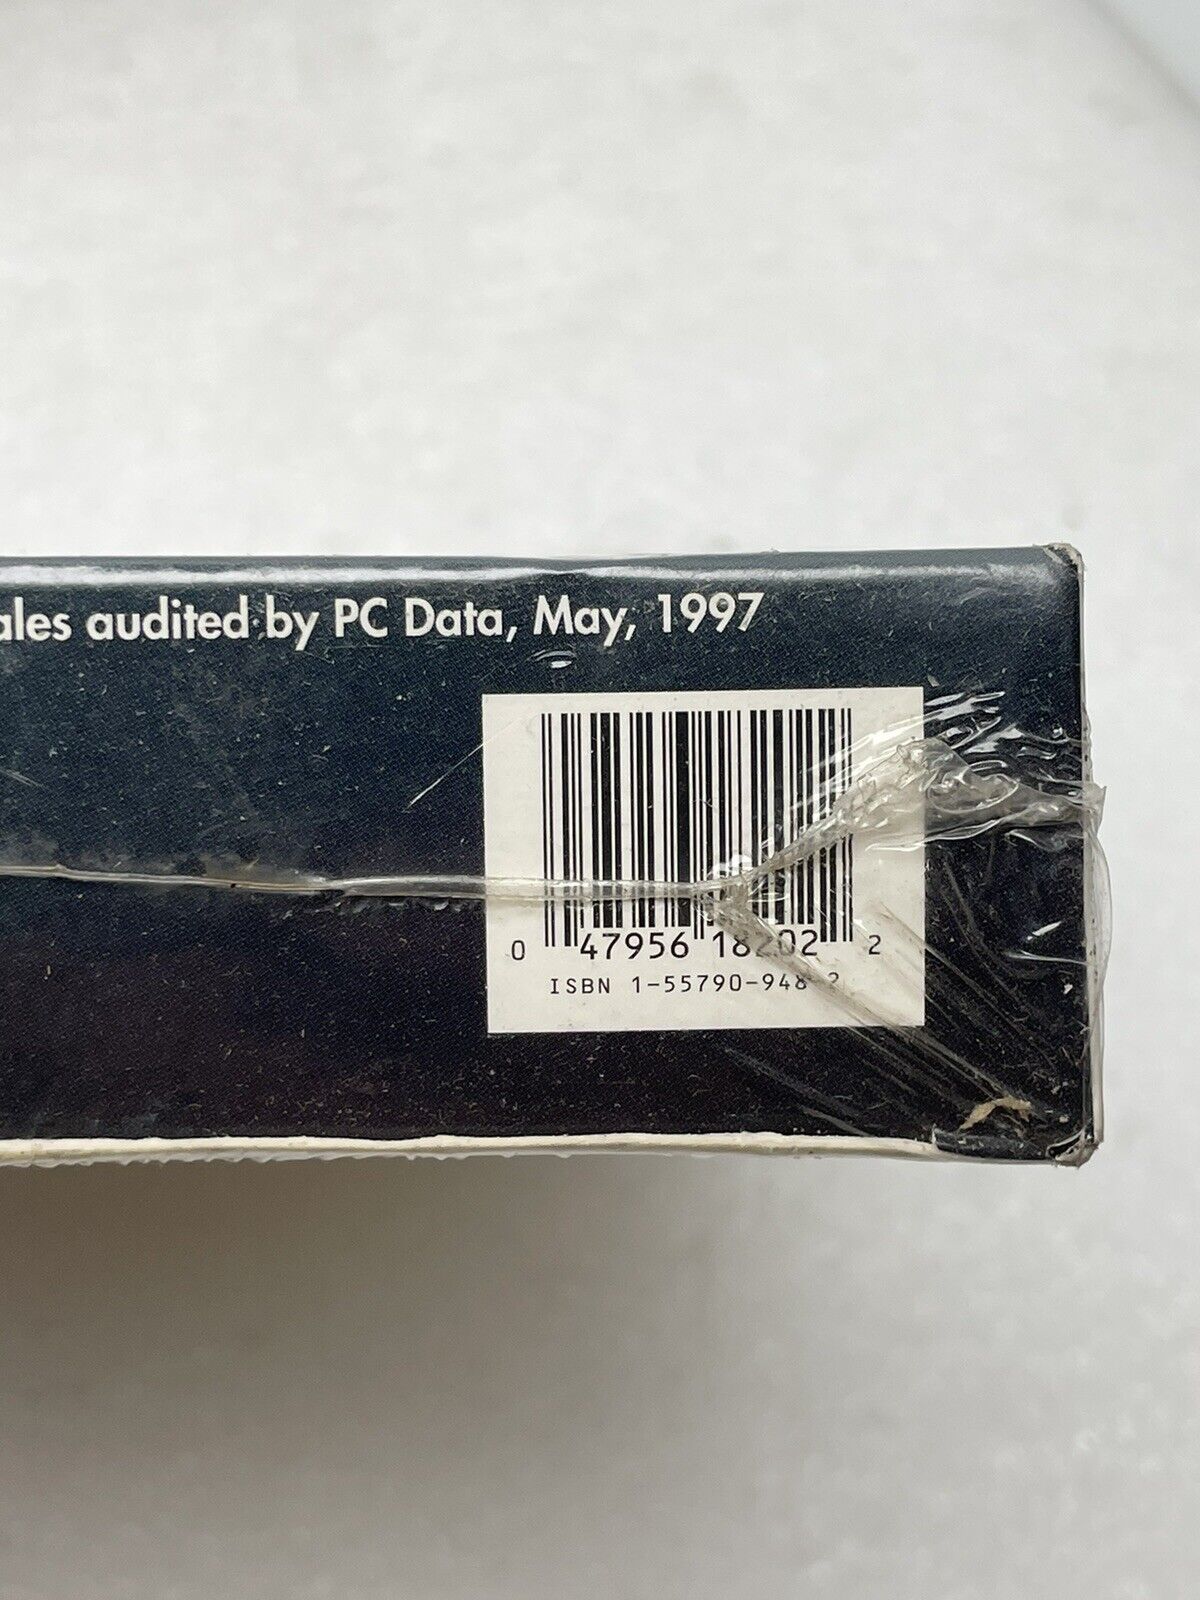 ales audited by PC Data, May, 1997
0 47956 18202 2
ISBN 1-55790-948-2